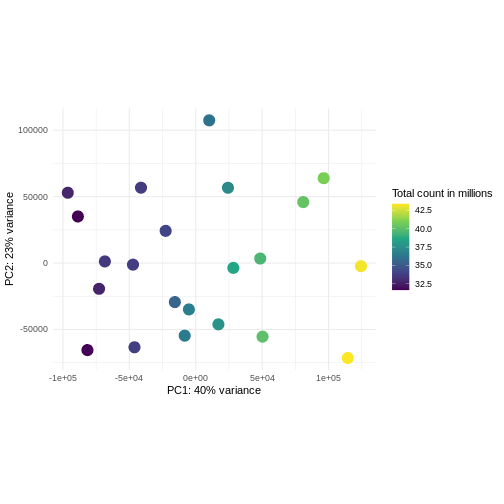 100000
50000
0
-50000
-1e+05
-5e+04
0e+00
5e+04
1e+05
PC1: 40% variance
PC2: 23% variance
Total count in millions
42.5
40.0
37.5
35.0
32.5